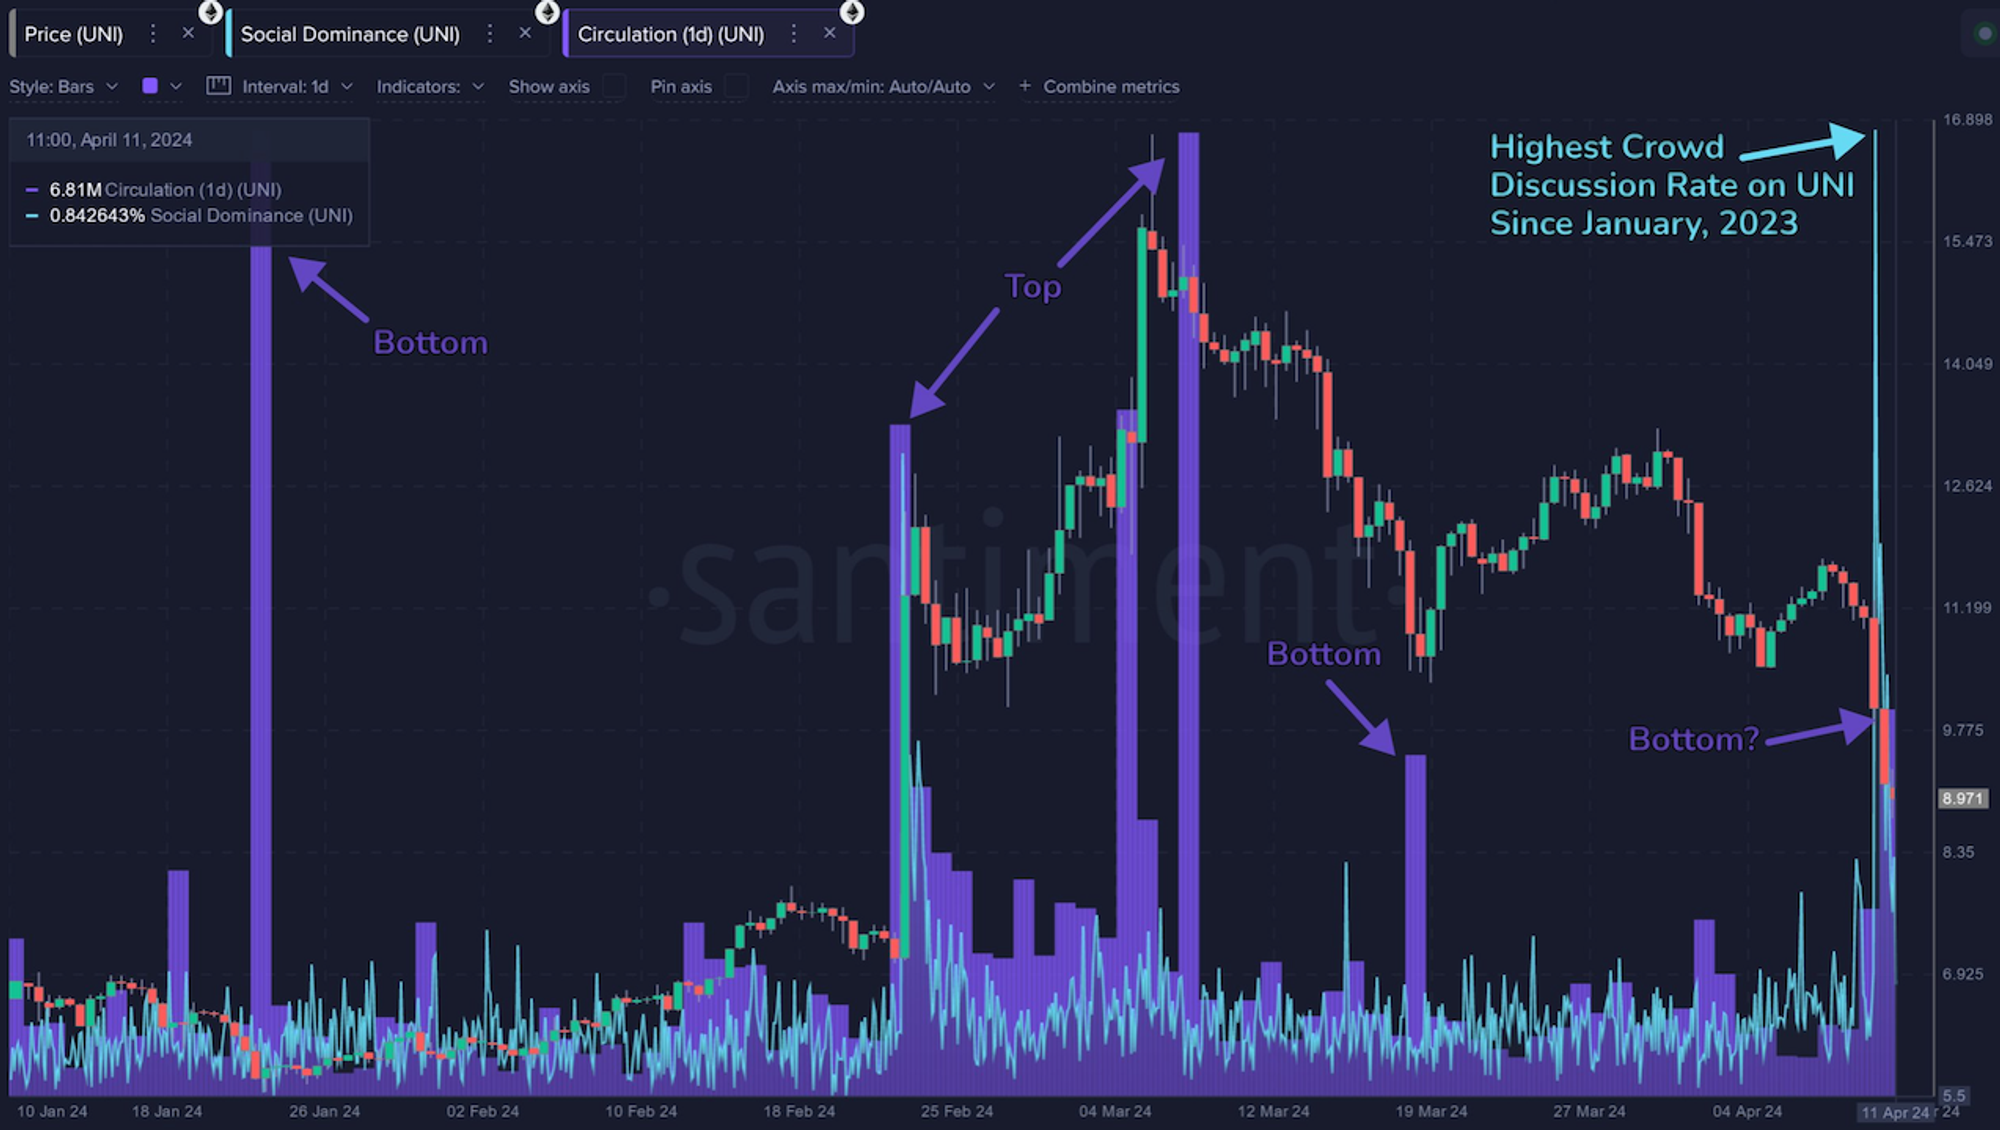 Price (UNI)
Social Dominance (UNI)
Circulation (1d) (UNI)
Style: Bars
Interval: 1d
Indicators:
Show axis
Pin axis
Axis max/min: Auto/Auto
+ Combine metrics
11:00, April 11, 2024
6.81M Circulation (1d) (UNI)
0.842643% Social Dominance (UNI)
Highest Crowd
Discussion Rate on UNI
Since January, 2023
Top
Bottom
santiment
Bottom
Bottom?
16.898
15.473
14.049
12.624
11.199
9.775
8.971
8.35
6.925
5.5
10 Jan 24
18 Jan 24
26 Jan 24
02 Feb 24
10 Feb 24
18 Feb 24
25 Feb 24
04 Mar 24
12 Mar 24
19 Mar 24
27 Mar 24
04 Apr 24
11 Apr 24